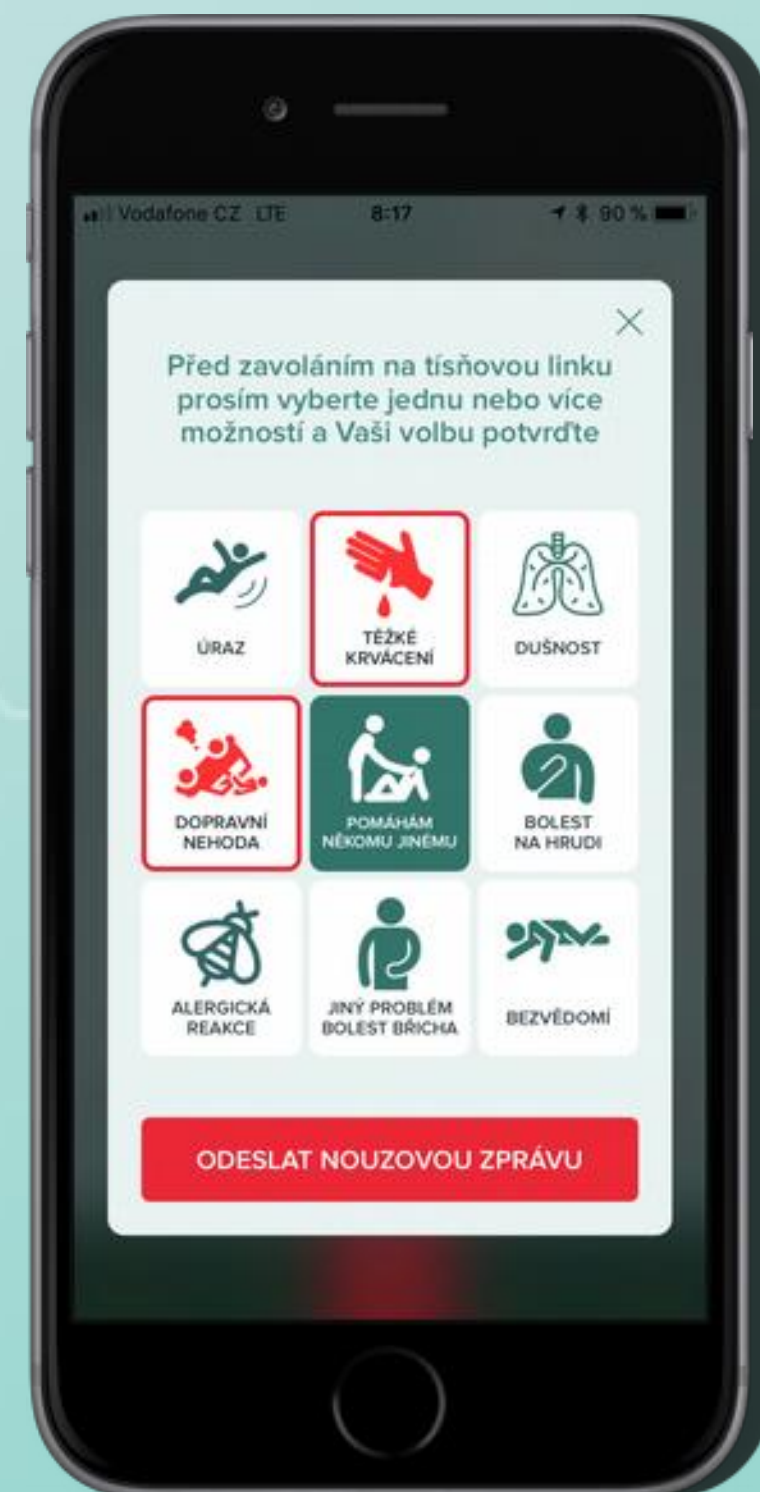 Vodafone CZ LTE 8:17 90 %
Před zavoláním na tísňovou linku
prosím vyberte jednu nebo více
možností a Vaši volbu potvrďte
ÚRAZ
TĚŽKÉ
KRVÁCENÍ
DUŠNOST
DOPRAVNÍ
NEHODA
POMÁHÁM
NĚKOMU JINÉMU
BOLEST
NA HRUDI
ALERGICKÁ
REAKCE
JINÝ PROBLÉM
BOLEST BŘICHA
BEZVĚDOMÍ
ODESLAT NOUZOVOU ZPRÁVU